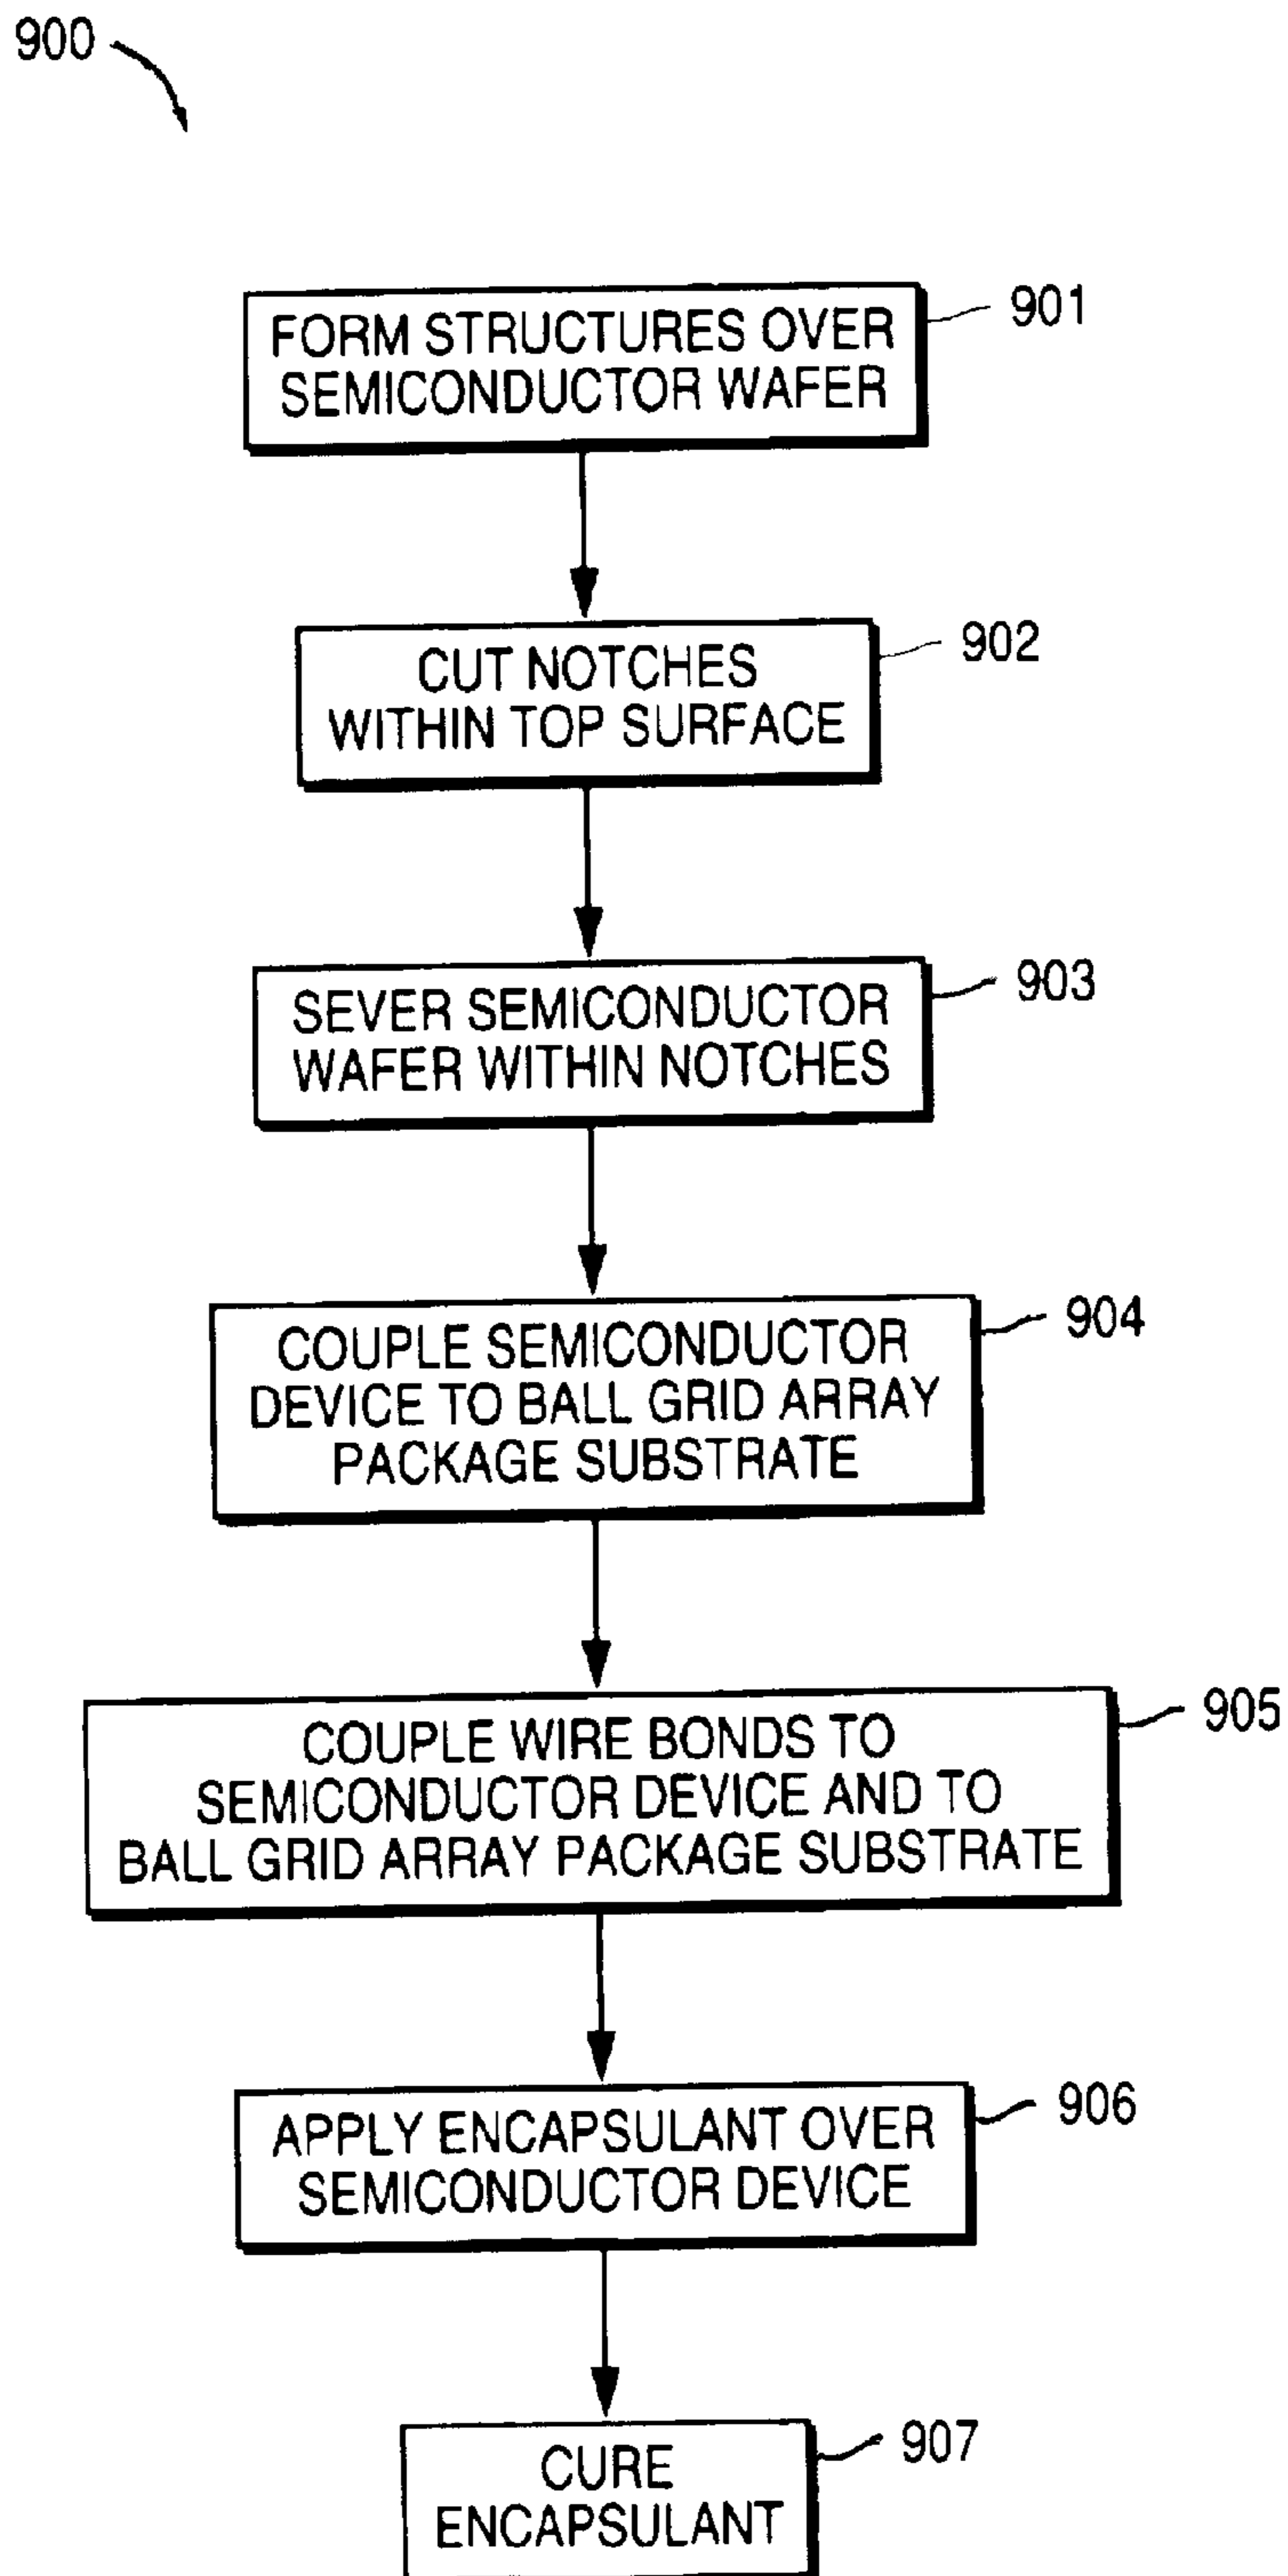 900
FORM STRUCTURES OVER
SEMICONDUCTOR WAFER
901
CUT NOTCHES
WITHIN TOP SURFACE
902
SEVER SEMICONDUCTOR
WAFER WITHIN NOTCHES
903
COUPLE SEMICONDUCTOR
DEVICE TO BALL GRID ARRAY
PACKAGE SUBSTRATE
904
COUPLE WIRE BONDS TO
SEMICONDUCTOR DEVICE AND TO
BALL GRID ARRAY PACKAGE SUBSTRATE
905
APPLY ENCAPSULANT OVER
SEMICONDUCTOR DEVICE
906
CURE
ENCAPSULANT
907